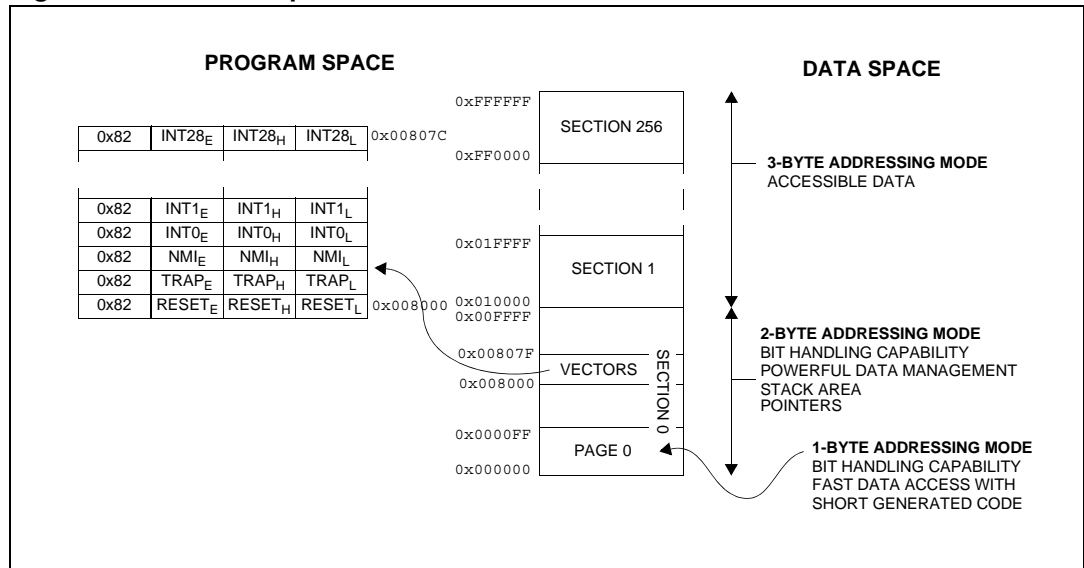 PROGRAM SPACE
DATA SPACE
0x82 INT28E INT28H INT28L 0x00807C
0x82 INT1E INT1H INT1L
0x82 INT0E INT0H INT0L
0x82 NMIE NMIH NMIL
0x82 TRAPE TRAPH TRAPL
0x82 RESETE RESETH RESETL 0x008000
0xFFFFFF
SECTION 256
0xFF0000
0x01FFFF
SECTION 1
0x010000
0x00FFFF
0x00807F
VECTORS
0x008000
SECTION 0
0x0000FF
PAGE 0
0x000000
3-BYTE ADDRESSING MODE
ACCESSIBLE DATA
2-BYTE ADDRESSING MODE
BIT HANDLING CAPABILITY
POWERFUL DATA MANAGEMENT
STACK AREA
POINTERS
1-BYTE ADDRESSING MODE
BIT HANDLING CAPABILITY
FAST DATA ACCESS WITH
SHORT GENERATED CODE